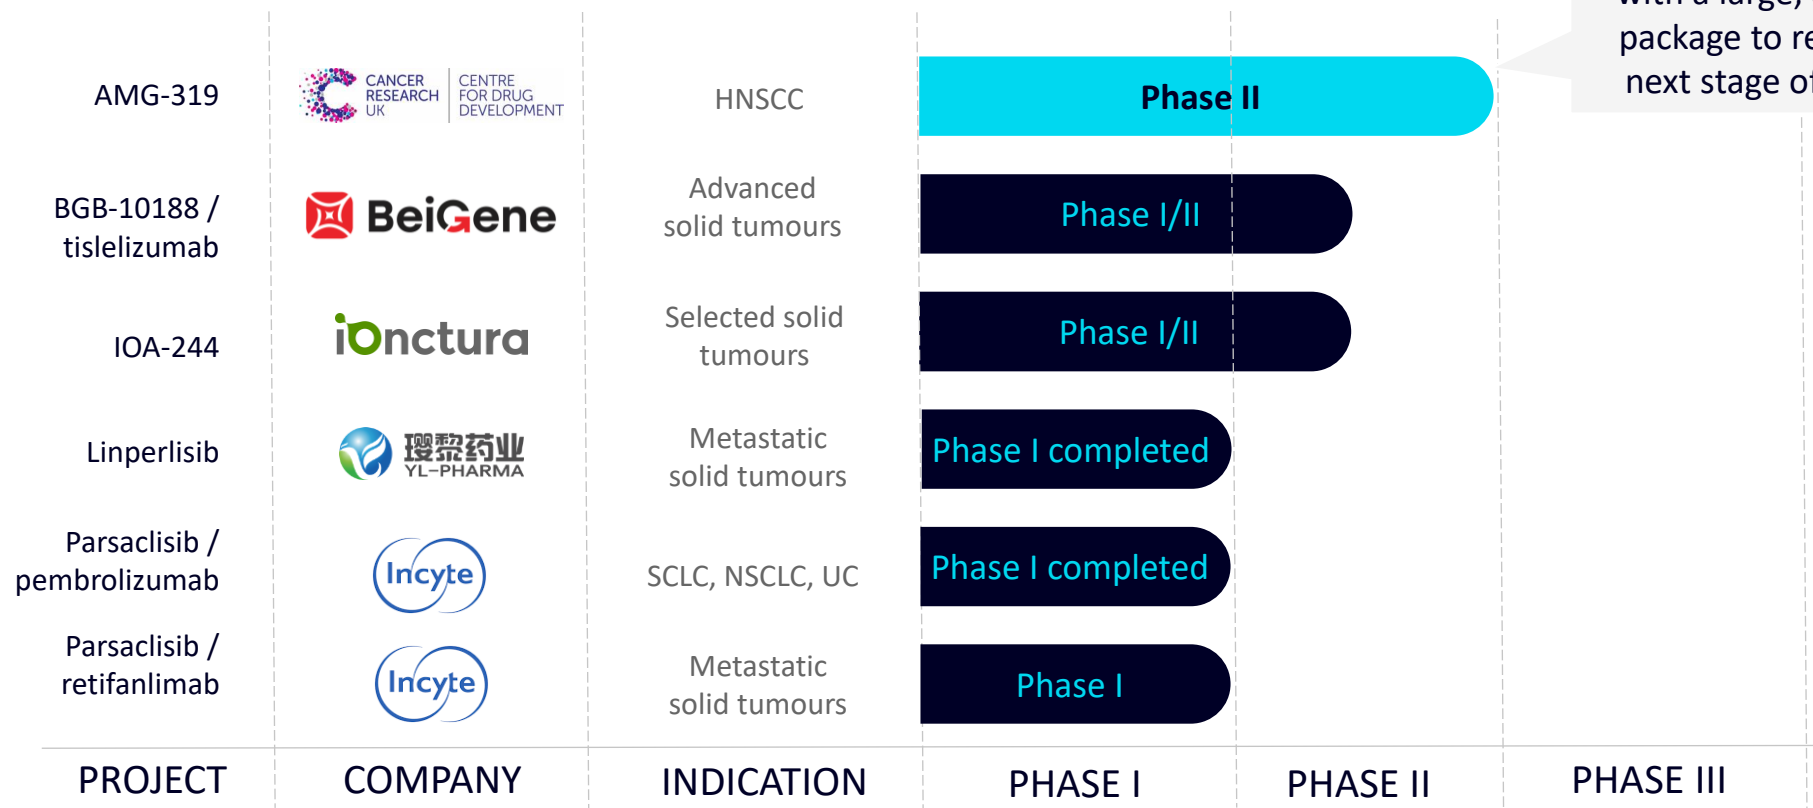 with a large,
package to re
next stage of
AMG-319
CANCER
RESEARCH
UK
CENTRE
FOR DRUG
DEVELOPMENT
HNSCC
Phase II
BGB-10188 /
tislelizumab
BeiGene
Advanced
solid tumours
Phase I/II
IOA-244
iOnctura
Selected solid
tumours
Phase I/II
Linperlisib
璎黎药业
YL-PHARMA
Metastatic
solid tumours
Phase I completed
Parsaclisib /
pembrolizumab
Incyte
SCLC, NSCLC, UC
Phase I completed
Parsaclisib /
retifanlimab
Incyte
Metastatic
solid tumours
Phase I
PROJECT
COMPANY
INDICATION
PHASE I
PHASE II
PHASE III